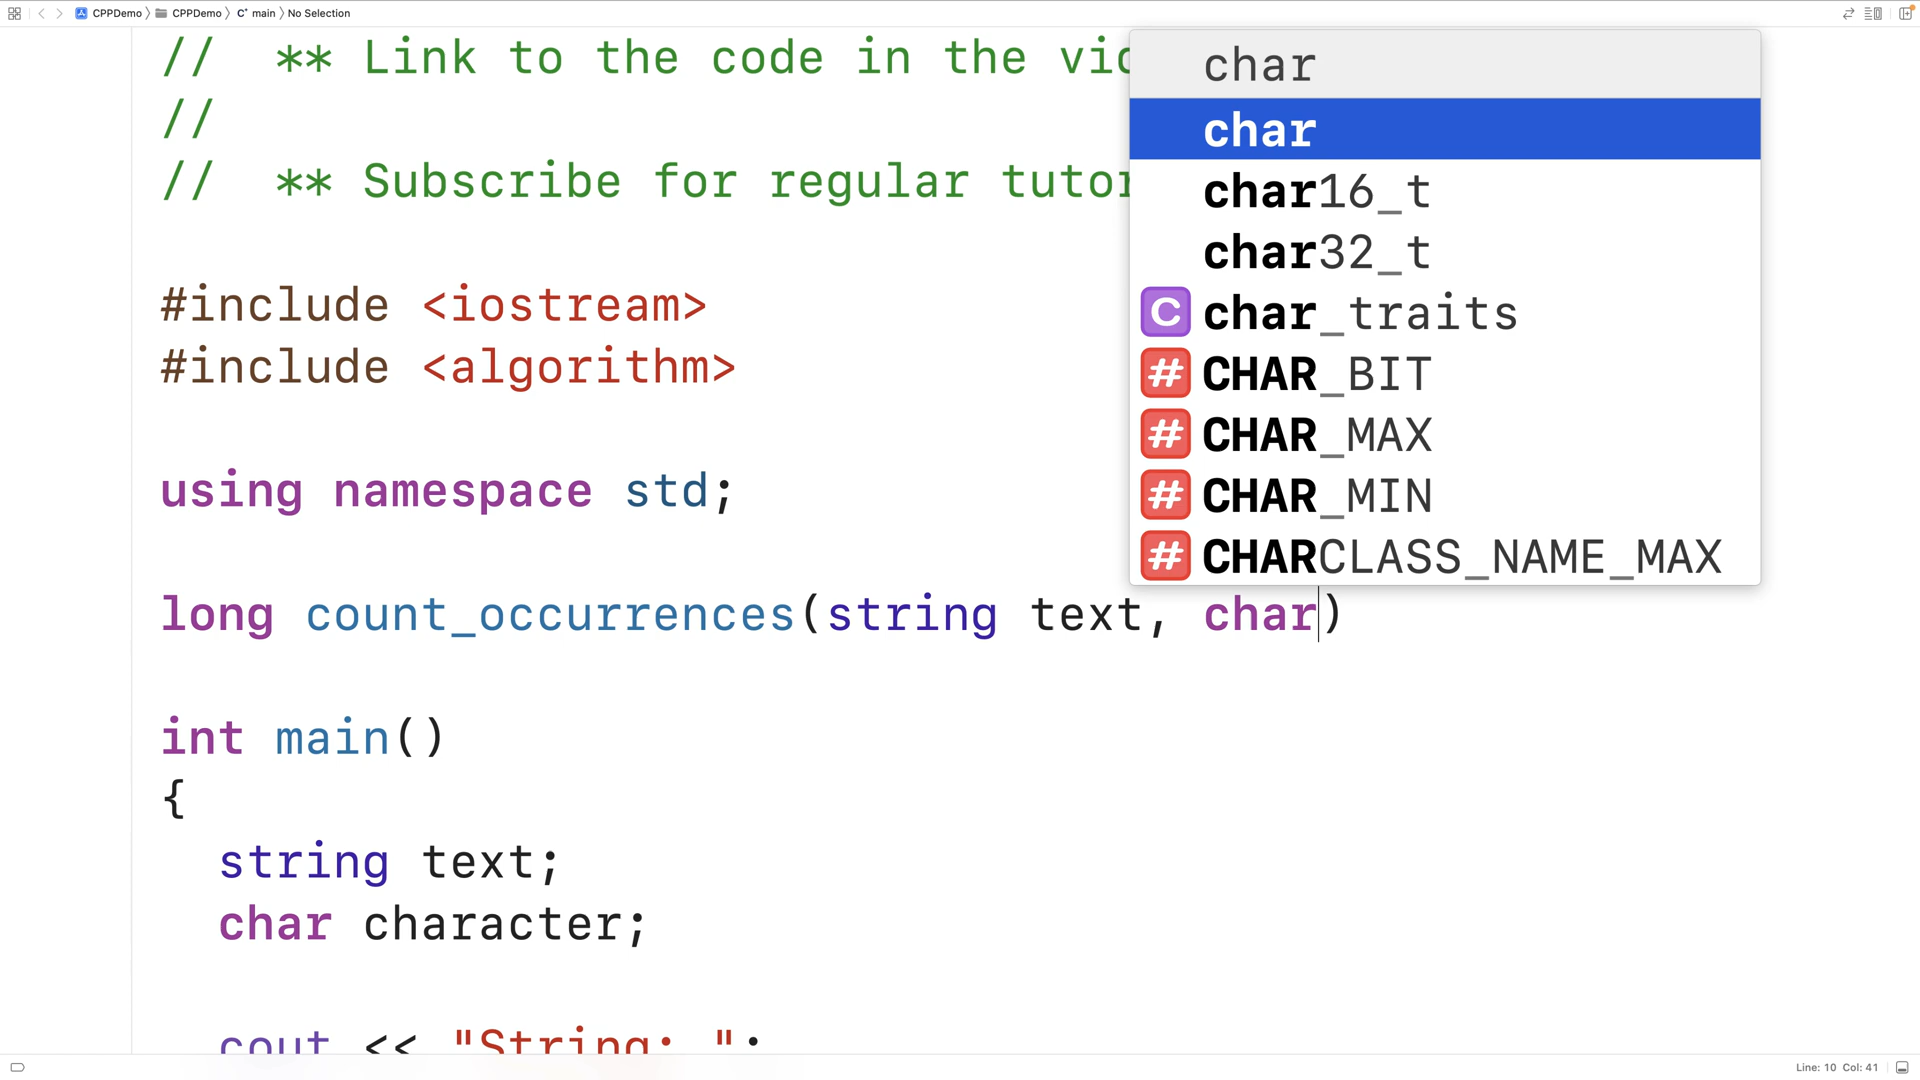 CPPDemo 〉 CPPDemo 〉 C+ main 〉 No Selection
// ** Link to the code in the
//
// ** Subscribe for regular
#include <iostream>
#include <algorithm>
using namespace std;
long count_occurrences(string text, char)
int main()
{
string text;
char character;
cout << "String: ";
char
char
char16_t
char32_t
C char_traits
# CHAR_BIT
# CHAR_MAX
# CHAR_MIN
# CHARCLASS_NAME_MAX
Line: 10 Col: 41